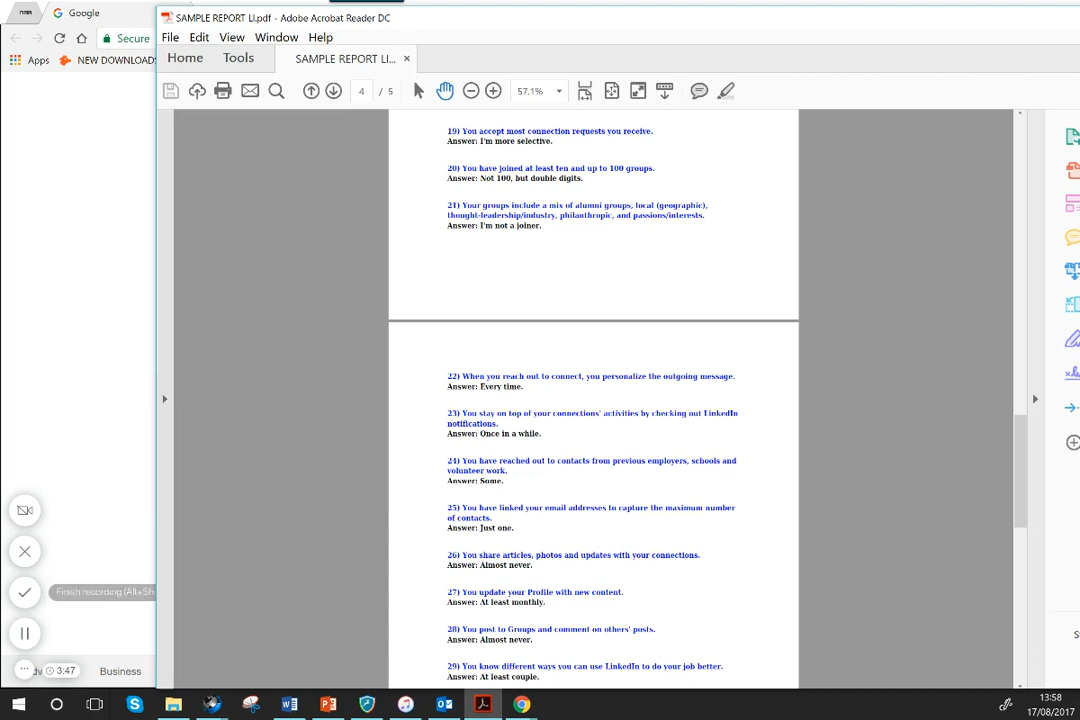 Google
Secure
Apps
NEW DOWNLOAD
SAMPLE REPORT LI.pdf - Adobe Acrobat Reader DC
File Edit View Window Help
Home Tools SAMPLE REPORT LI... ×
4 / 5 57.1%
19) You accept most connection requests you receive.
Answer: I'm more selective.
20) You have joined at least ten and up to 100 groups.
Answer: Not 100, but double digits.
21) Your groups include a mix of alumni groups, local (geographic),
thought-leadership/industry, philanthropic, and passions/interests.
Answer: I'm not a joiner.
22) When you reach out to connect, you personalize the outgoing message.
Answer: Every time.
23) You stay on top of your connections' activities by checking out LinkedIn
notifications.
Answer: Once in a while.
24) You have reached out to contacts from previous employers, schools and
volunteer work.
Answer: Some.
25) You have linked your email addresses to capture the maximum number
of contacts.
Answer: Just one.
26) You share articles, photos and updates with your connections.
Answer: Almost never.
27) You update your Profile with new content.
Answer: At least monthly.
28) You post to Groups and comment on others' posts.
Answer: Almost never.
29) You know different ways you can use LinkedIn to do your job better.
Answer: At least couple.
Finish recording (Alt+Sh
3:47
Business
13:58
17/08/2017